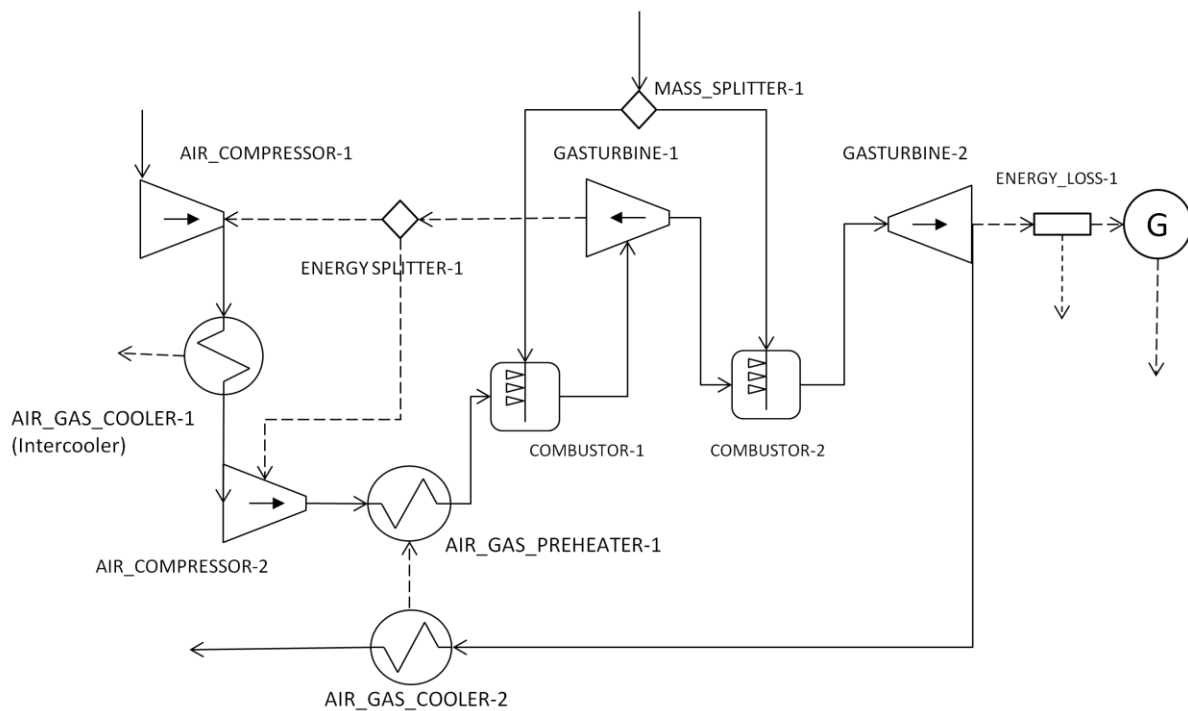 MASS_SPLITTER-1
AIR_COMPRESSOR-1
GASTURBINE-1
GASTURBINE-2
ENERGY_LOSS-1
G
ENERGY SPLITTER-1
AIR_GAS_COOLER-1
(Intercooler)
COMBUSTOR-1
COMBUSTOR-2
AIR_GAS_PREHEATER-1
AIR_COMPRESSOR-2
AIR_GAS_COOLER-2